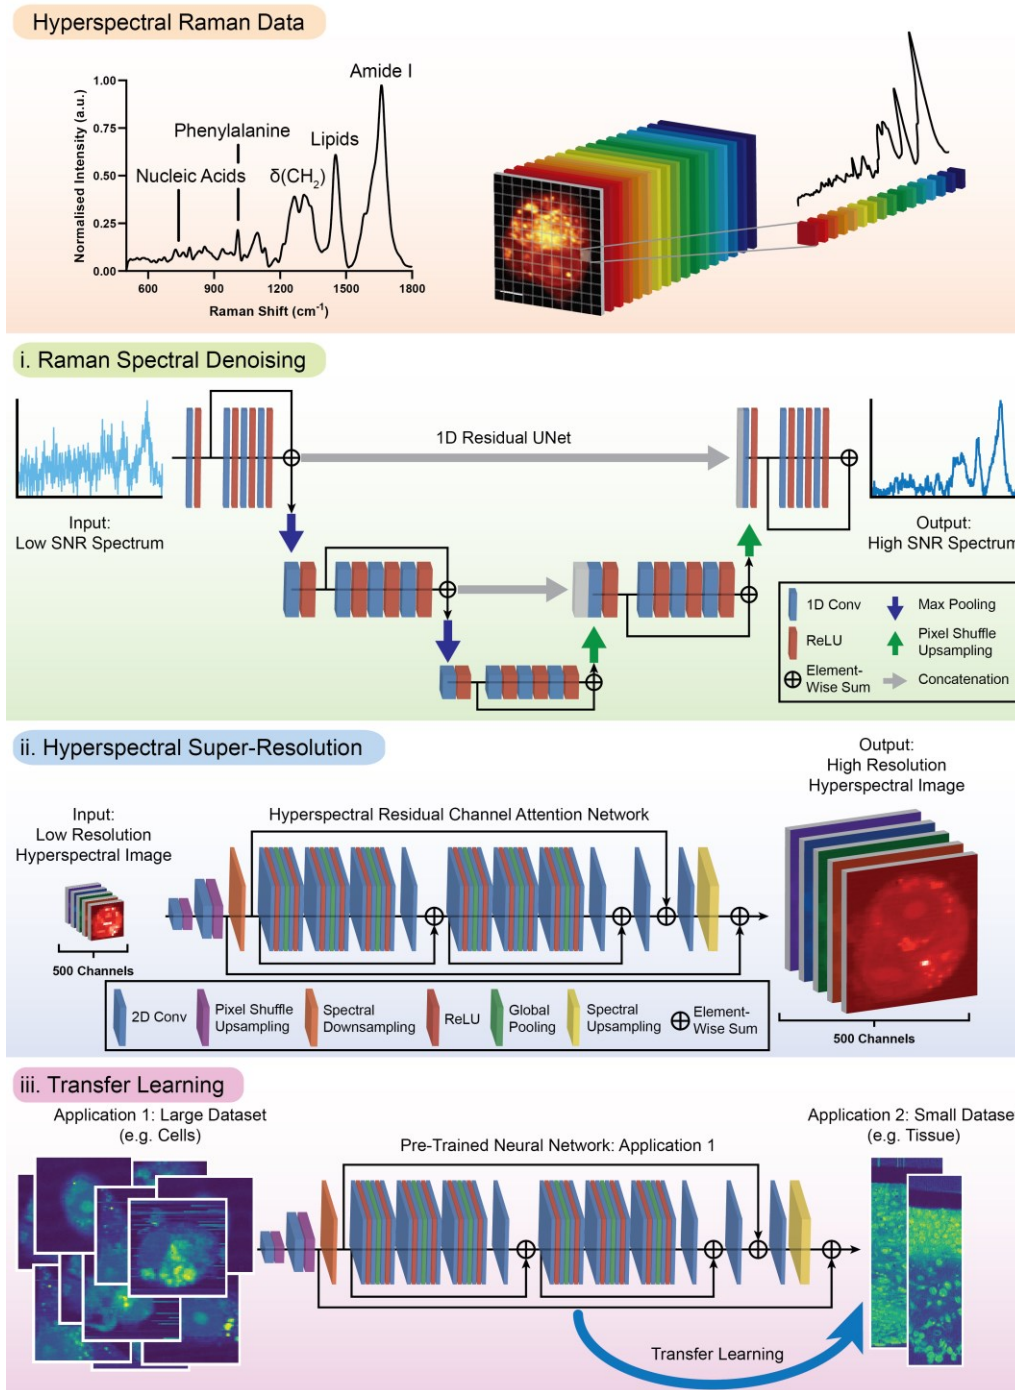 Hyperspectral Raman Data
Amide I
1.00
Phenylalanine
Lipids
0.75
Nucleic Acids
δ(CH2)
0.50
0.25
0.00
Normalised Intensity (a.u.)
600
900
1200
1500
1800
Raman Shift (cm-1)
i. Raman Spectral Denoising
1D Residual UNet
Input:
Low SNR Spectrum
Output:
High SNR Spectrum
1D Conv
Max Pooling
ReLU
Pixel Shuffle
Upsampling
Element-
Wise Sum
Concatenation
ii. Hyperspectral Super-Resolution
Output:
High Resolution
Hyperspectral Image
Input:
Low Resolution
Hyperspectral Image
Hyperspectral Residual Channel Attention Network
500 Channels
2D Conv
Pixel Shuffle
Upsampling
Spectral
Downsampling
ReLU
Global
Pooling
Spectral
Upsampling
Element-
Wise Sum
500 Channels
iii. Transfer Learning
Application 1: Large Dataset
(e.g. Cells)
Pre-Trained Neural Network: Application 1
Application 2: Small Dataset
(e.g. Tissue)
Transfer Learning